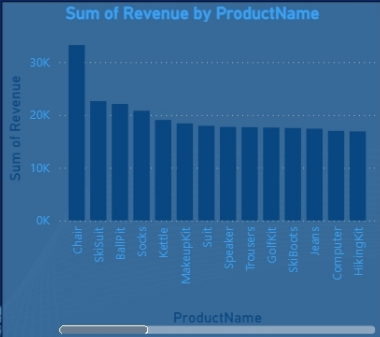 Sum of Revenue by ProductName
Sum of Revenue
30K
20K
10K
0K
Chair
SkiSuit
BallPit
Socks
Kettle
MakeupKit
Suit
Speaker
Trousers
GolfKit
SkiBoots
Jeans
Computer
HikingKit
ProductName